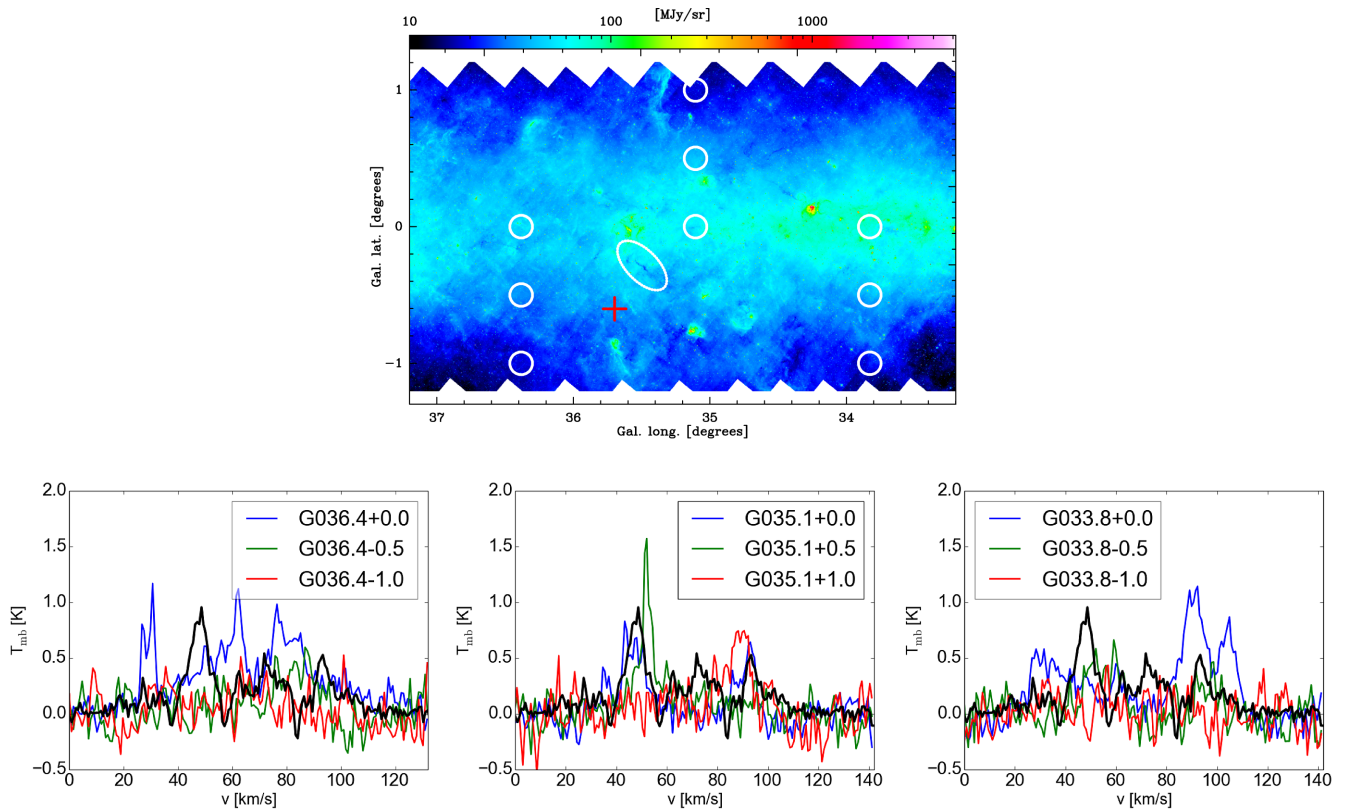 [MJy/sr]
10 100 1000
Gal. lat. [degrees]
1
0
−1
37 36 35 34
Gal. long. [degrees]
T_mb [K]
2.0
1.5
1.0
0.5
0.0
−0.5
G036.4+0.0
G036.4-0.5
G036.4-1.0
0 20 40 60 80 100 120
v [km/s]
T_mb [K]
2.0
1.5
1.0
0.5
0.0
−0.5
G035.1+0.0
G035.1+0.5
G035.1+1.0
0 20 40 60 80 100 120 140
v [km/s]
T_mb [K]
2.0
1.5
1.0
0.5
0.0
−0.5
G033.8+0.0
G033.8-0.5
G033.8-1.0
0 20 40 60 80 100 120 140
v [km/s]